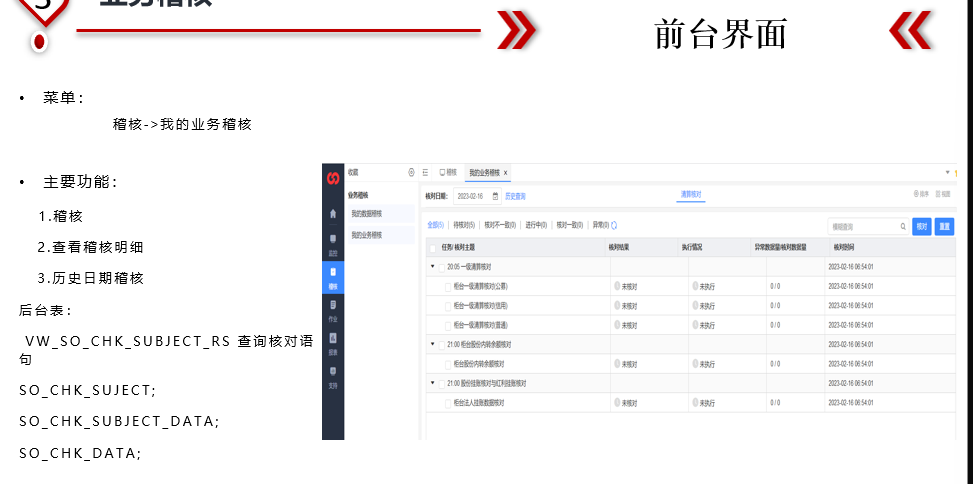 3
业务稽核
前台界面
• 菜单：
稽核->我的业务稽核
• 主要功能：
1.稽核
2.查看稽核明细
3.历史日期稽核
后台表：
VW_SO_CHK_SUBJECT_RS 查询核对语
句
SO_CHK_SUJECT;
SO_CHK_SUBJECT_DATA;
SO_CHK_DATA;
收藏 稽核 我的业务稽核 x
业务稽核
我的数据稽核
我的业务稽核
监控
稽核
作业
报表
支持
核对日期： 2023-02-16 历史查询 清算核对 排序 视图
全部(5) | 待核对(5) | 核对不一致(0) | 进行中(0) | 核对一致(0) | 异常(0) 模糊查询 核对 重置
任务/核对主题 核对结果 执行情况 异常数据量/核对数据量 核对时间
20:05 一级清算核对 2023-02-16 06:54:01
柜台一级清算核对(公募) 未核对 未执行 0 / 0 2023-02-16 06:54:01
柜台一级清算核对(信用) 未核对 未执行 0 / 0 2023-02-16 06:54:01
柜台一级清算核对(普通) 未核对 未执行 0 / 0 2023-02-16 06:54:01
21:00 柜台股份内转余额核对 2023-02-16 06:54:01
柜台股份内转余额核对 未核对 未执行 0 / 0 2023-02-16 06:54:01
21:00 股份挂账核对与红利挂账核对 2023-02-16 06:54:01
柜台法人挂账数据核对 未核对 未执行 0 / 0 2023-02-16 06:54:01